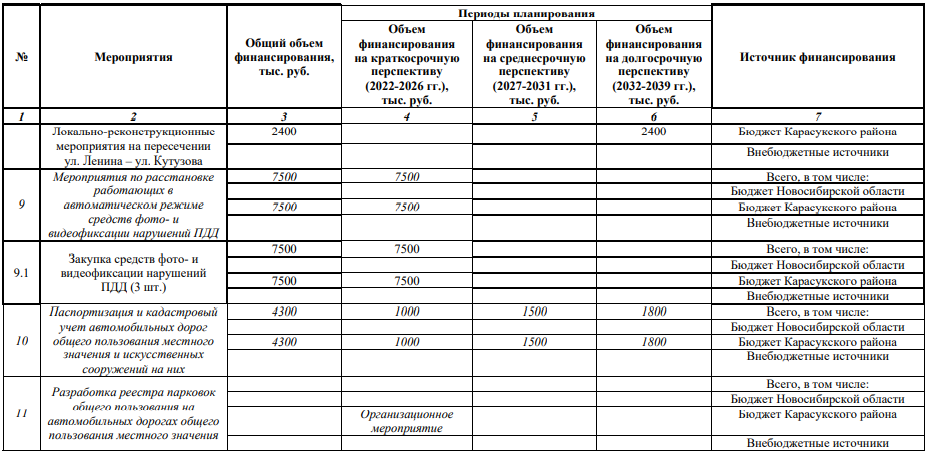 №
Мероприятия
Общий объем
финансирования,
тыс. руб.
Периоды планирования
Объем
финансирования
на краткосрочную
перспективу
(2022-2026 гг.),
тыс. руб.
Объем
финансирования
на среднесрочную
перспективу
(2027-2031 гг.),
тыс. руб.
Объем
финансирования
на долгосрочную
перспективу
(2032-2039 гг.),
тыс. руб.
Источник финансирования
1 2 3 4 5 6 7
Локально-реконструкционные
мероприятия на пересечении
ул. Ленина – ул. Кутузова
2400 2400 Бюджет Карасукского района
Внебюджетные источники
9
Мероприятия по расстановке
работающих в
автоматическом режиме
средств фото- и
видеофиксации нарушений ПДД
7500 7500 Всего, в том числе:
Бюджет Новосибирской области
7500 7500 Бюджет Карасукского района
Внебюджетные источники
9.1
Закупка средств фото- и
видеофиксации нарушений
ПДД (3 шт.)
7500 7500 Всего, в том числе:
Бюджет Новосибирской области
7500 7500 Бюджет Карасукского района
Внебюджетные источники
10
Паспортизация и кадастровый
учет автомобильных дорог
общего пользования местного
значения и искусственных
сооружений на них
4300 1000 1500 1800 Всего, в том числе:
Бюджет Новосибирской области
4300 1000 1500 1800 Бюджет Карасукского района
Внебюджетные источники
11
Разработка реестра парковок
общего пользования на
автомобильных дорогах общего
пользования местного значения
Всего, в том числе:
Бюджет Новосибирской области
Организационное
мероприятие
Бюджет Карасукского района
Внебюджетные источники